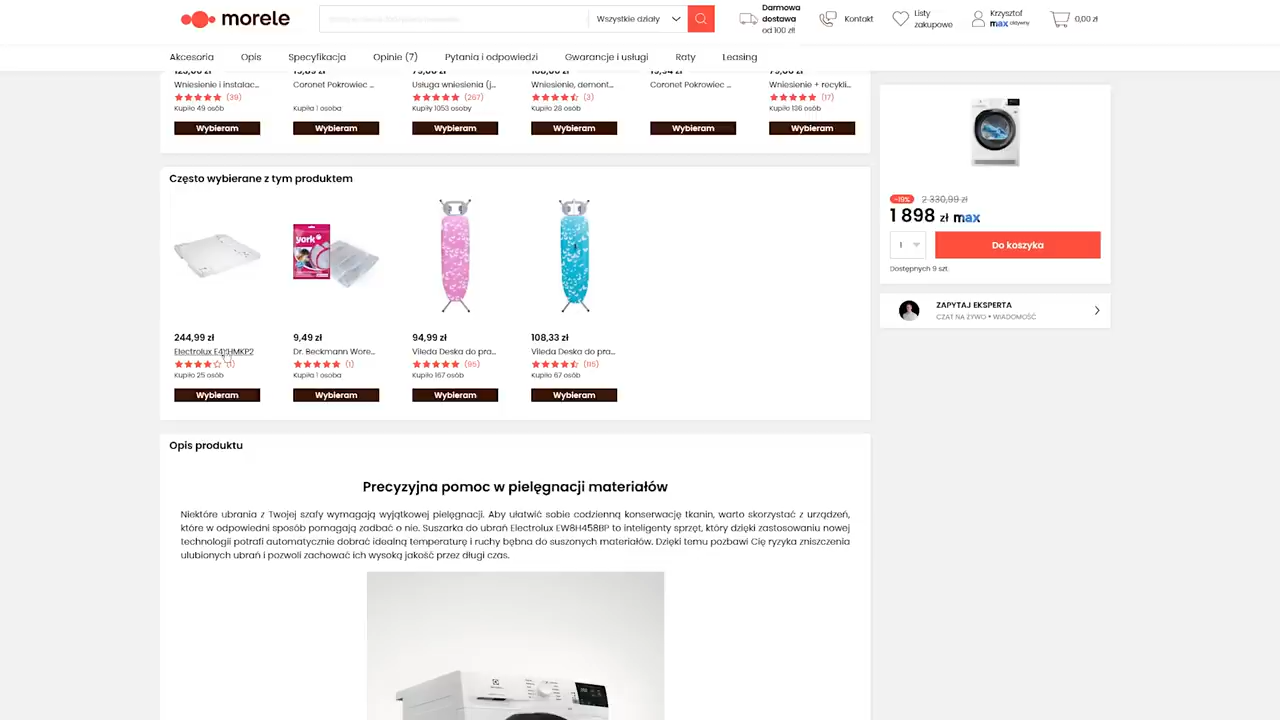 morele
Wszystkie działy
Darmowa
dostawa
od 100 zł!
Kontakt
Listy
zakupowe
Krzysztof
max aktywny
0,00 zł
Akcesoria
Opis
Specyfikacja
Opinie (7)
Pytania i odpowiedzi
Gwarancje i usługi
Raty
Leasing
Wniesienie i instalac...
Coronet Pokrowiec ...
Usługa wniesienia (j...
Wniesienie, demont...
Coronet Pokrowiec ...
Wniesienie + recykli...
(39)
(267)
(3)
(17)
Kupiło 49 osób
Kupiła 1 osoba
Kupiły 1053 osoby
Kupiło 28 osób
Kupiło 136 osób
Wybieram
Wybieram
Wybieram
Wybieram
Wybieram
Wybieram
-19%
2 330,99 zł
1 898 zł max
1
Do koszyka
Dostępnych 9 szt.
ZAPYTAJ EKSPERTA
CZAT NA ŻYWO • WIADOMOŚĆ
Często wybierane z tym produktem
york
244,99 zł
9,49 zł
94,99 zł
108,33 zł
Electrolux
Dr. Beckmann Wore...
Vileda Deska do pra...
Vileda Deska do pra...
(1)
(1)
(95)
(115)
Kupiło 25 osób
Kupiła 1 osoba
Kupiło 167 osób
Kupiło 67 osób
Wybieram
Wybieram
Wybieram
Wybieram
Opis produktu
Precyzyjna pomoc w pielęgnacji materiałów
Niektóre ubrania z Twojej szafy wymagają wyjątkowej pielęgnacji. Aby ułatwić sobie codzienną konserwację tkanin, warto skorzystać z urządzeń,
które w odpowiedni sposób pomagają zadbać o nie. Suszarka do ubrań Electrolux EW8H458BP to inteligenty sprzęt, który dzięki zastosowaniu nowej
technologii potrafi automatycznie dobrać idealną temperaturę i ruchy bębna do suszonych materiałów. Dzięki temu pozbawi Cię ryzyka zniszczenia
ulubionych ubrań i pozwoli zachować ich wysoką jakość przez długi czas.